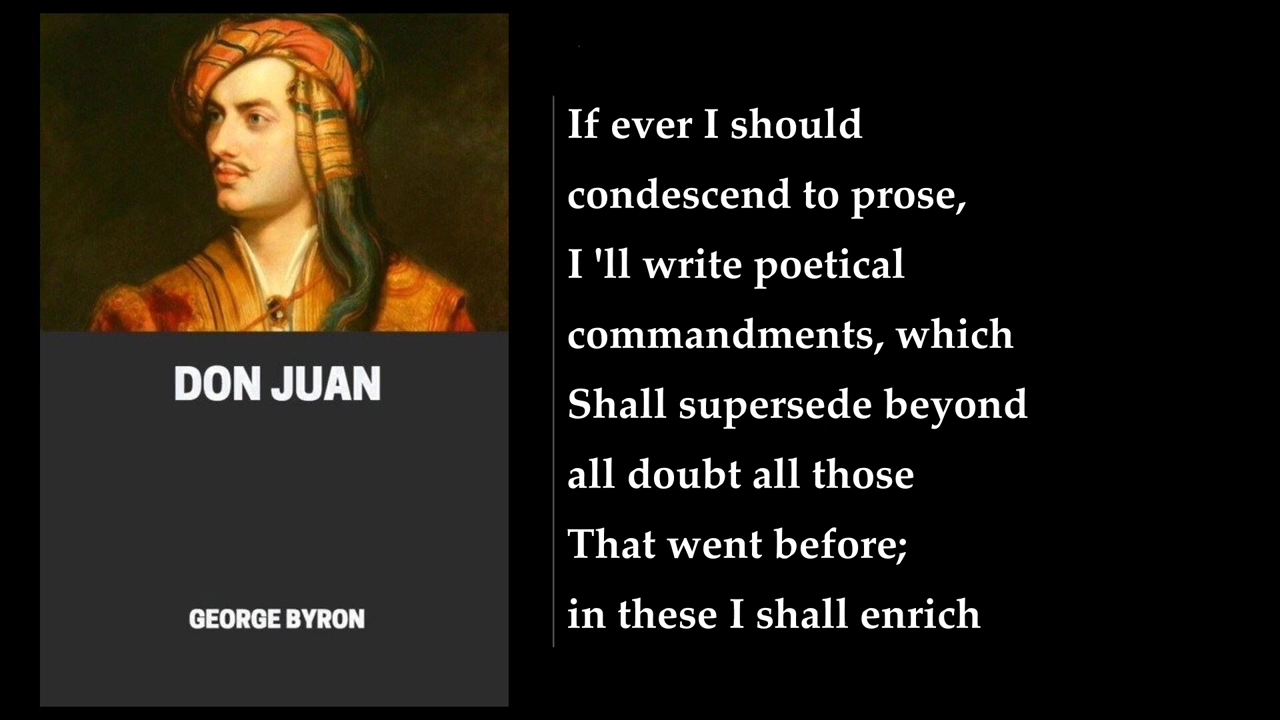 DON JUAN
GEORGE BYRON
If ever I should
condescend to prose,
I 'll write poetical
commandments, which
Shall supersede beyond
all doubt all those
That went before;
in these I shall enrich